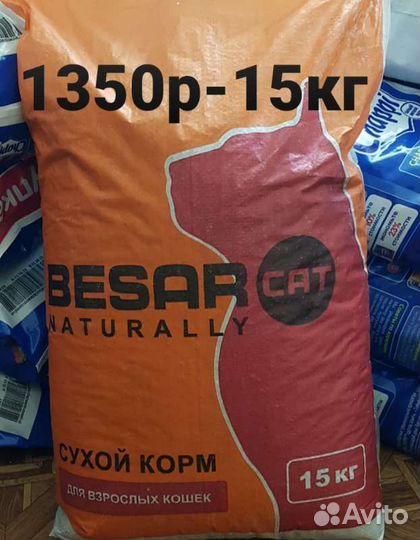 1350р-15кг
BESAR CAT
NATURALLY
СУХОЙ КОРМ
ДЛЯ ВЗРОСЛЫХ КОШЕК
15 КГ
Avito